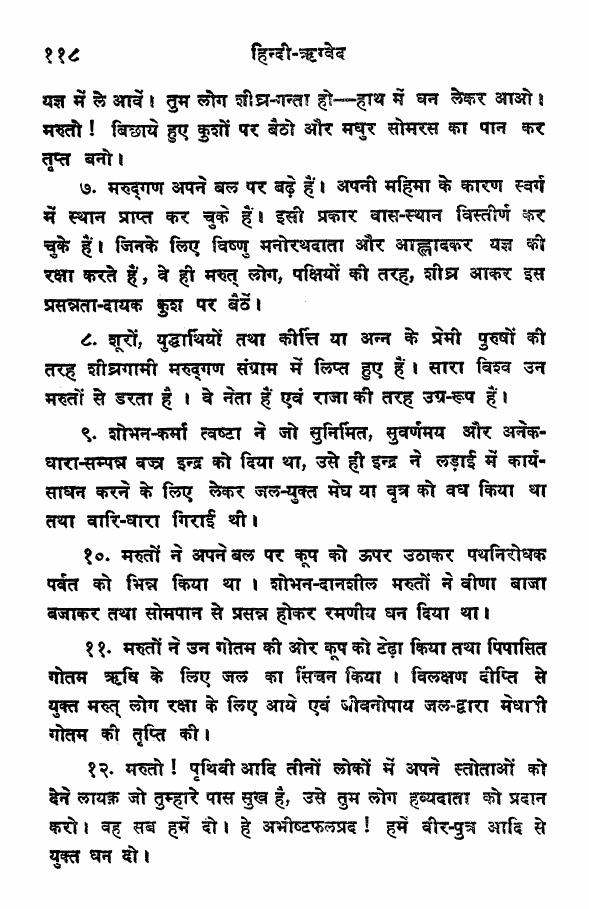 ११८ हिन्दी-ऋग्वेद
यज्ञ में ले आवें। तुम लोग शीघ्र-गन्ता हो—हाथ में धन लेकर आओ।
मरुतो! बिछाये हुए कुशों पर बैठो और मधुर सोमरस का पान कर
तृप्त बनो।
७. मरुद्गण अपने बल पर बढ़े हैं। अपनी महिमा के कारण स्वर्ग
में स्थान प्राप्त कर चुके हैं। इसी प्रकार वास-स्थान विस्तीर्ण कर
चुके हैं। जिनके लिए विष्णु मनोरथदाता और आह्लादकर यज्ञ की
रक्षा करते हैं, वे ही मरुत् लोग, पक्षियों की तरह, शीघ्र आकर इस
प्रसन्नता-दायक कुश पर बैठें।
८. शूरों, युद्धार्थियों तथा कीर्त्ति या अन्न के प्रेमी पुरुषों की
तरह शीघ्रगामी मरुद्गण संग्राम में लिप्त हुए हैं। सारा विश्व उन
मरुतों से डरता है। वे नेता हैं एवं राजा की तरह उग्र-रूप हैं।
९. शोभन-कर्मा त्वष्टा ने जो सुनिर्मित, सुवर्णमय और अनेक-
धारा-सम्पन्न वज्र इन्द्र को दिया था, उसे ही इन्द्र ने लड़ाई में कार्य-
साधन करने के लिए लेकर जल-युक्त मेघ या वृत्र को वध किया था
तथा वारि-धारा गिराई थी।
१०. मरुतों ने अपने बल पर कूप को ऊपर उठाकर पथनिरोधक
पर्वत को भिन्न किया था। शोभन-दानशील मरुतों ने वीणा बाजा
बजाकर तथा सोमपान से प्रसन्न होकर रमणीय धन दिया था।
११. मरुतों ने उन गोतम की ओर कूप को टेढ़ा किया तथा पिपासित
गोतम ऋषि के लिए जल का सिंचन किया। विलक्षण दीप्ति से
युक्त मरुत् लोग रक्षा के लिए आये एवं जीवनोपाय जल-द्वारा मेधावी
गोतम की तृप्ति की।
१२. मरुतो! पृथिवी आदि तीनों लोकों में अपने स्तोताओं को
देने लायक़ जो तुम्हारे पास सुख है, उसे तुम लोग हव्यदाता को प्रदान
करो। वह सब हमें दो। हे अभीष्टफलप्रद! हमें वीर-पुत्र आदि से
युक्त धन दो।